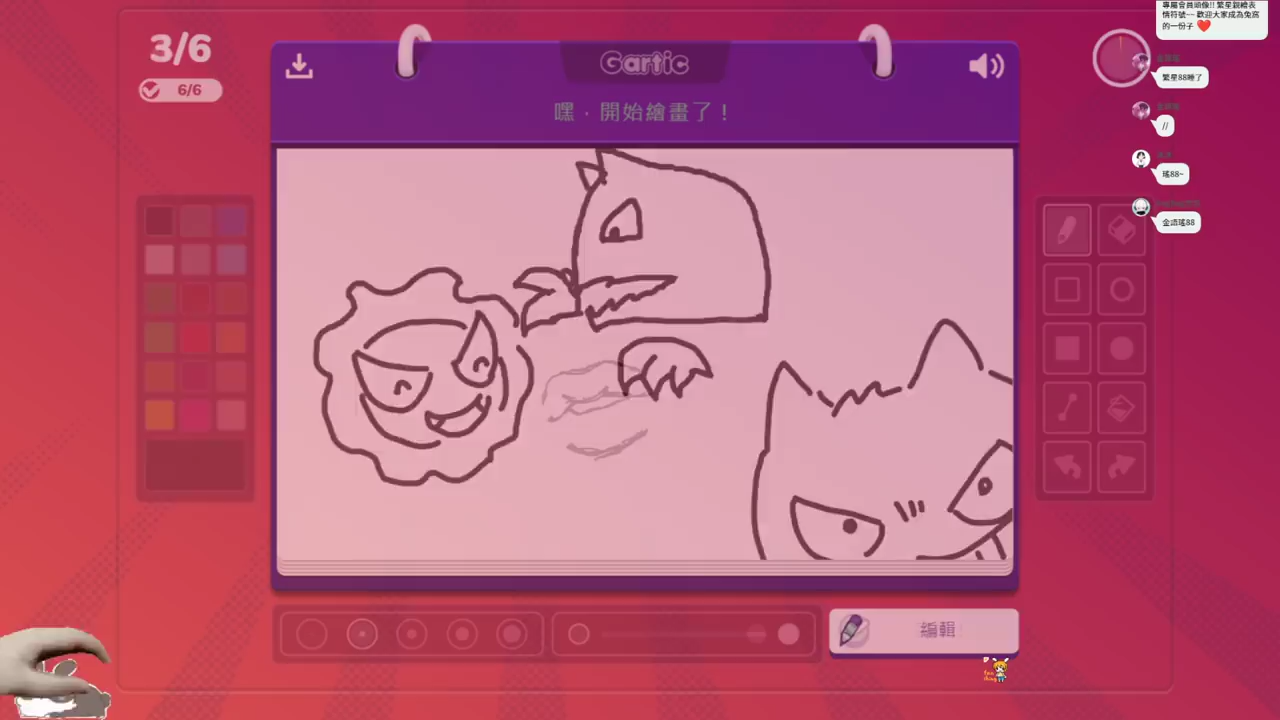 專屬會員頭像!! 繁星親繪表
情符號~~ 歡迎大家成為兔窩
的一份子
3/6
Gartic
繁星88睡了
6/6
嘿，開始繪畫了！
//
瑤88~
金語瑤88
編輯